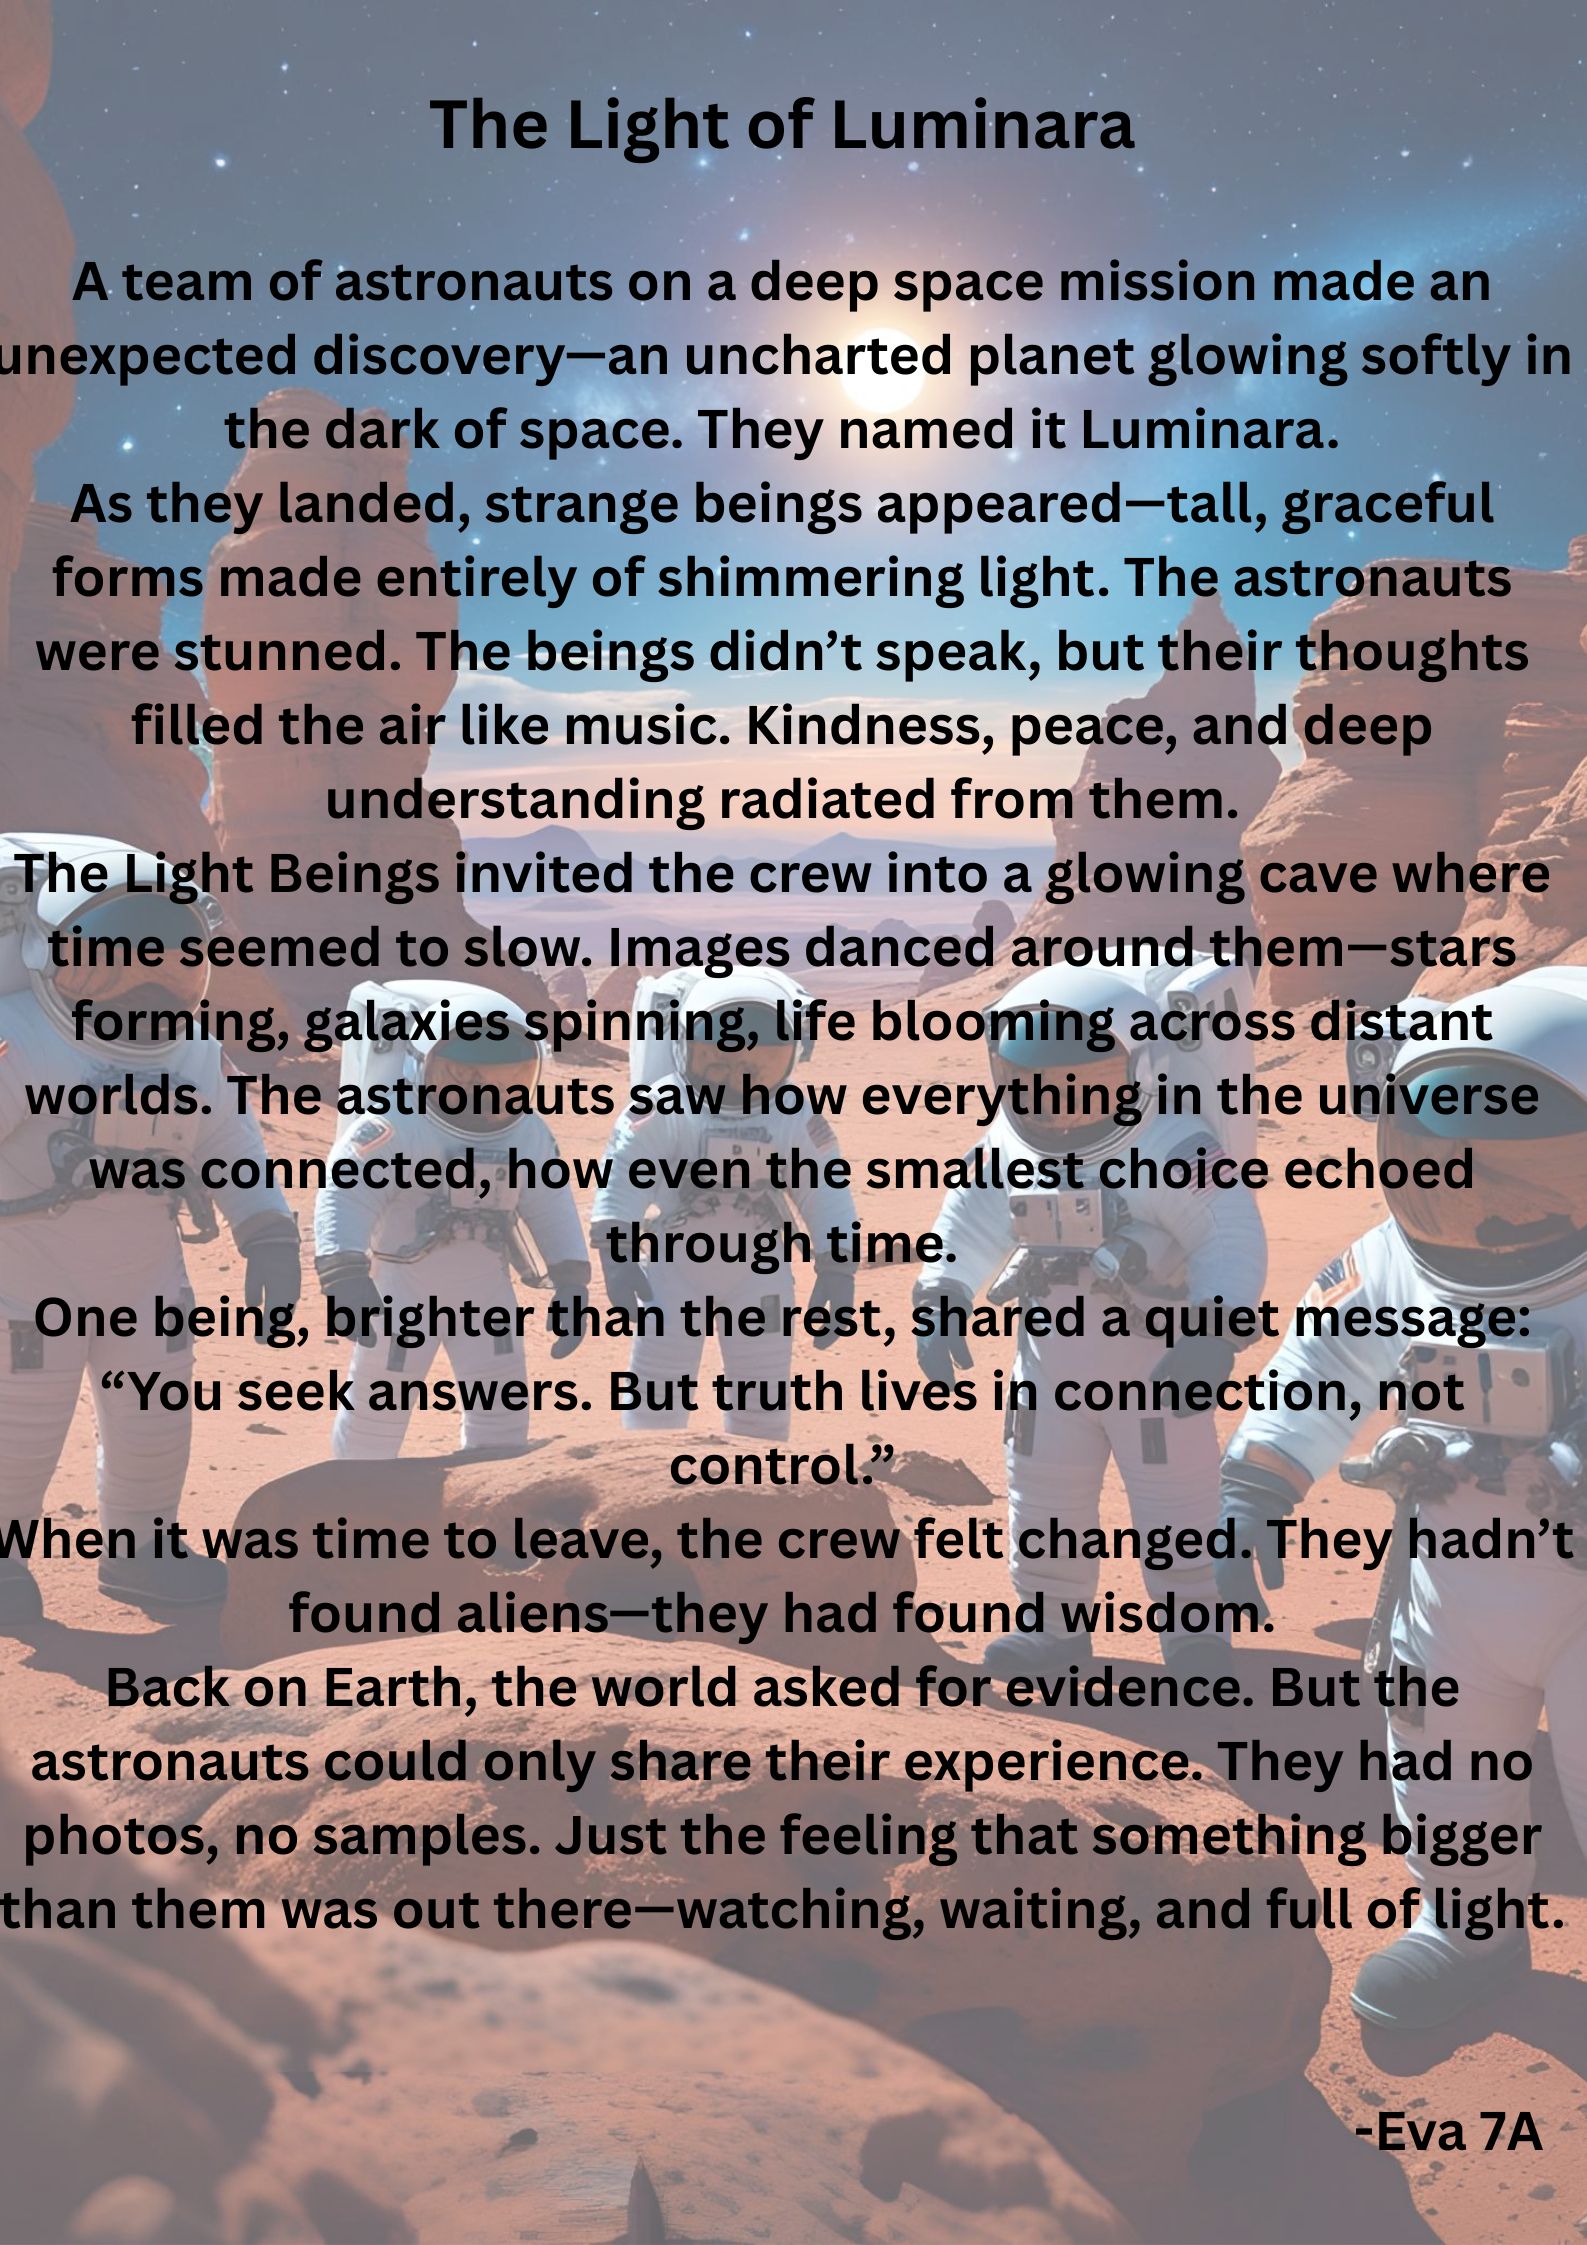 The Light of Luminara
A team of astronauts on a deep space mission made an
unexpected discovery—an uncharted planet glowing softly in
the dark of space. They named it Luminara.
As they landed, strange beings appeared—tall, graceful
forms made entirely of shimmering light. The astronauts
were stunned. The beings didn’t speak, but their thoughts
filled the air like music. Kindness, peace, and deep
understanding radiated from them.
The Light Beings invited the crew into a glowing cave where
time seemed to slow. Images danced around them—stars
forming, galaxies spinning, life blooming across distant
worlds. The astronauts saw how everything in the universe
was connected, how even the smallest choice echoed
through time.
One being, brighter than the rest, shared a quiet message:
“You seek answers. But truth lives in connection, not
control.”
When it was time to leave, the crew felt changed. They hadn’t
found aliens—they had found wisdom.
Back on Earth, the world asked for evidence. But the
astronauts could only share their experience. They had no
photos, no samples. Just the feeling that something bigger
than them was out there—watching, waiting, and full of light.
-Eva 7A